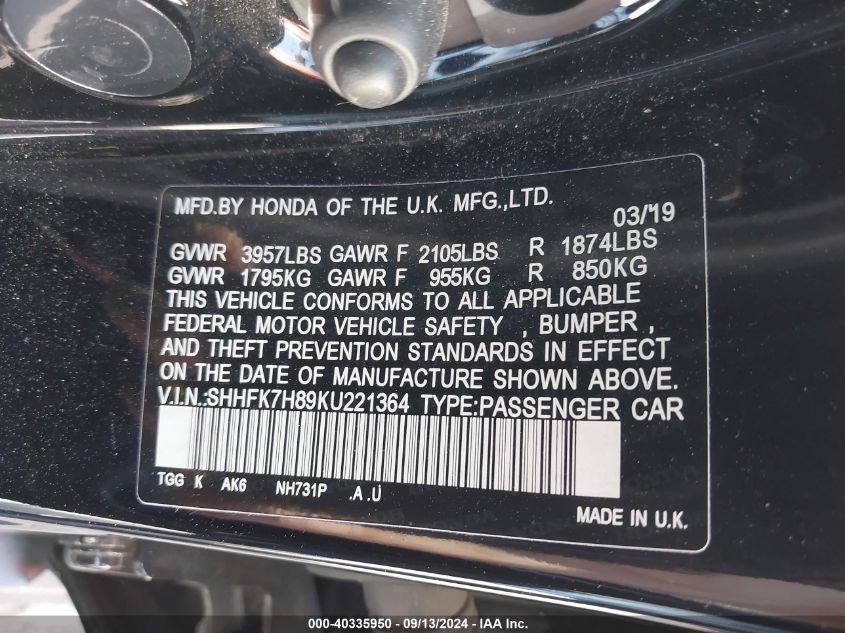 MFD.BY HONDA OF THE U.K. MFG.,LTD.
03/'19
GVWR 3957LBS GAWR F 2105LBS R 1874LBS
GVWR 1795KG GAWR F 955KG R 850KG
THIS VEHICLE CONFORMS TO ALL APPLICABLE
FEDERAL MOTOR VEHICLE SAFETY , BUMPER ,
AND THEFT PREVENTION STANDARDS IN EFFECT
ON THE DATE OF MANUFACTURE SHOWN ABOVE.
V.I.N.:SHHFK7H89KU221364 TYPE:PASSENGER CAR
TGG K AK6 NH731P .A .U
MADE IN U.K.
000-40335950 - 09/13/2024 - IAA Inc.